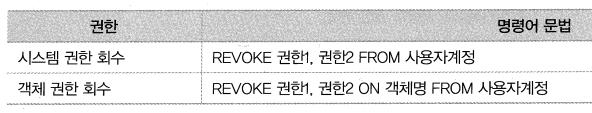 권한 명령어 문법
시스템 권한 회수 REVOKE 권한1, 권한2 FROM 사용자계정
객체 권한 회수 REVOKE 권한1, 권한2 ON 객체명 FROM 사용자계정